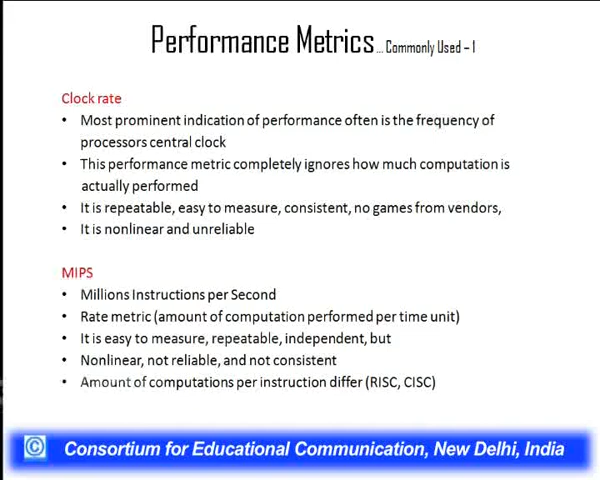 Performance Metrics ... Commonly Used – I
Clock rate
• Most prominent indication of performance often is the frequency of
processors central clock
• This performance metric completely ignores how much computation is
actually performed
• It is repeatable, easy to measure, consistent, no games from vendors,
• It is nonlinear and unreliable
MIPS
• Millions Instructions per Second
• Rate metric (amount of computation performed per time unit)
• It is easy to measure, repeatable, independent, but
• Nonlinear, not reliable, and not consistent
• Amount of computations per instruction differ (RISC, CISC)
© Consortium for Educational Communication, New Delhi, India